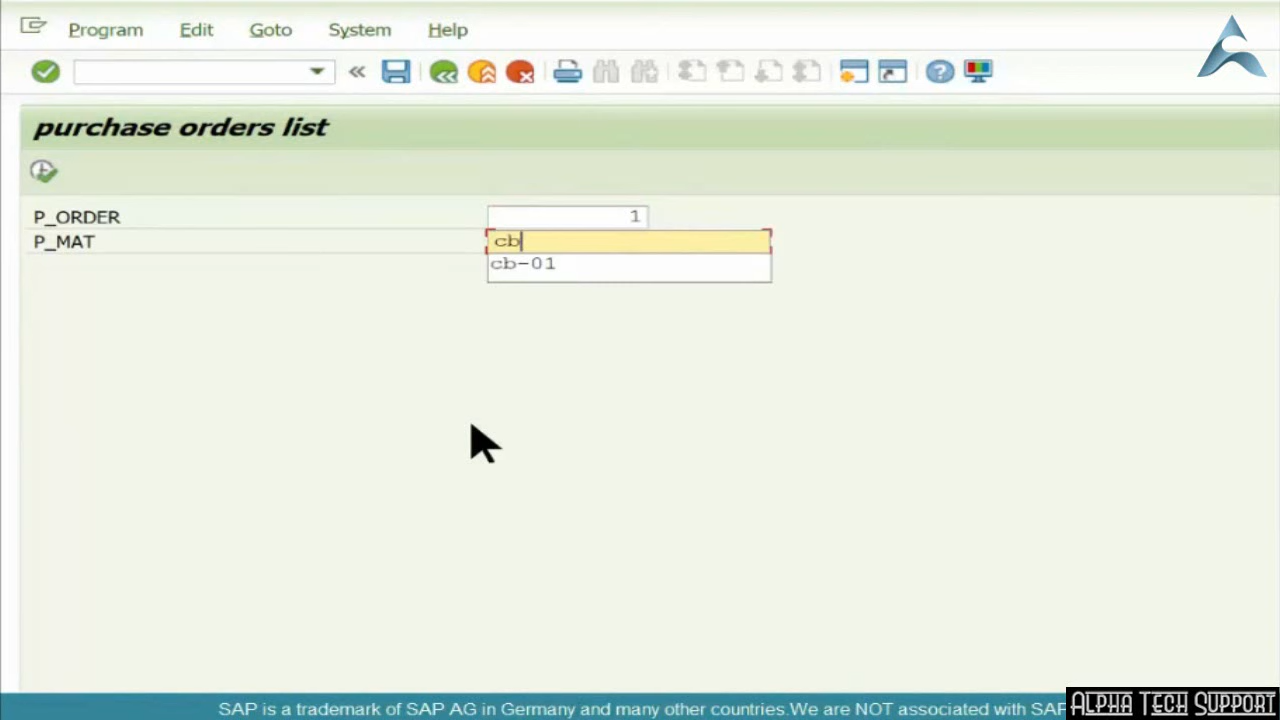 Program Edit Goto System Help
purchase orders list
P_ORDER 1
P_MAT cb
cb-01
SAP is a trademark of SAP AG in Germany and many other countries.We are NOT associated with SAP
ALPHA TECH SUPPORT